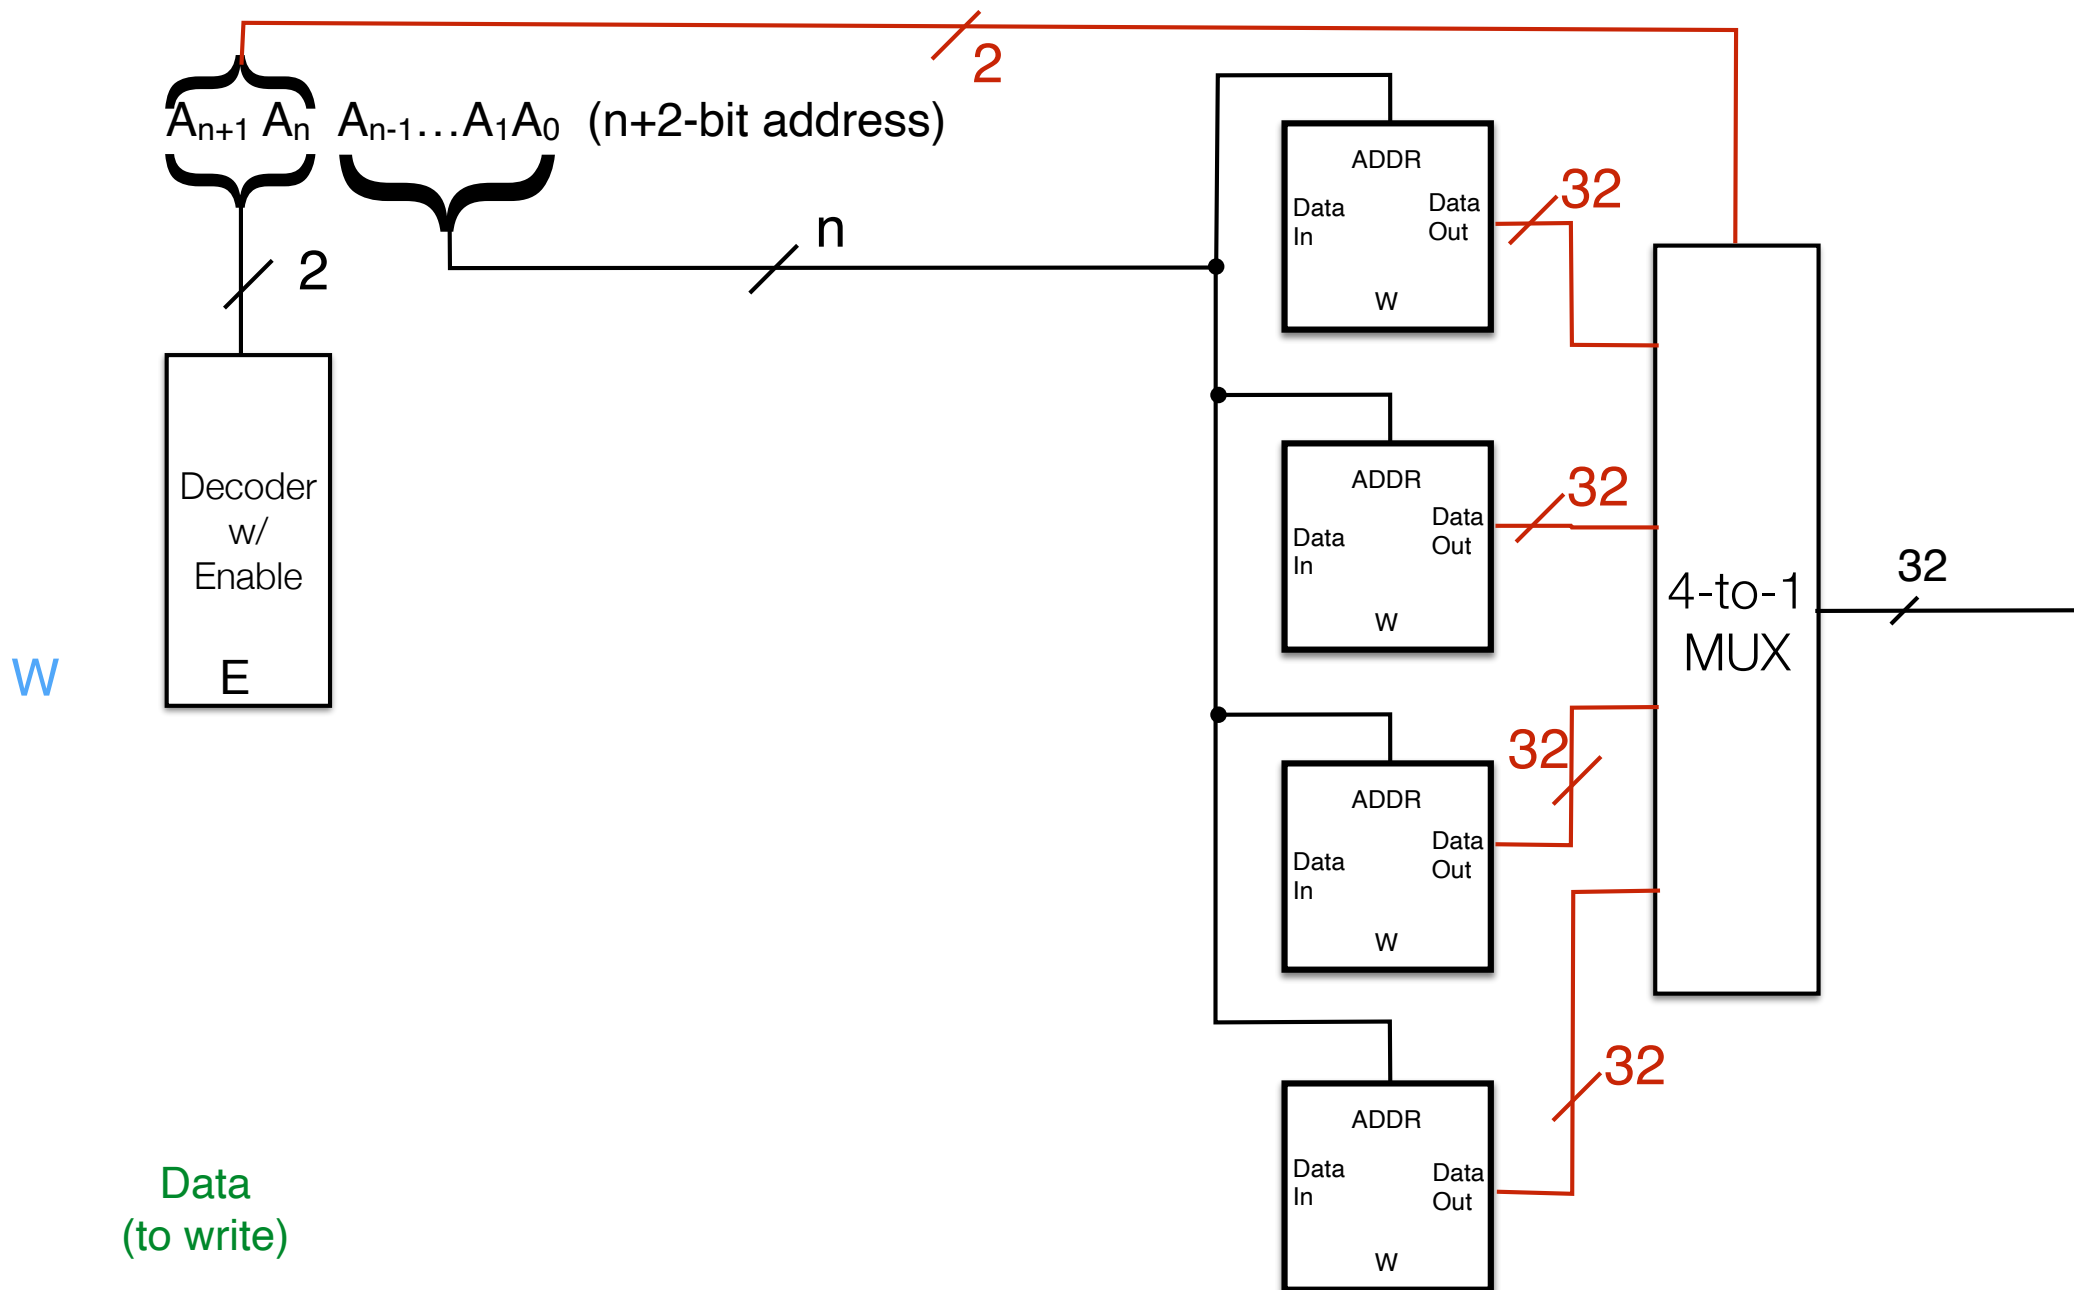 2
Aₙ₊₁ Aₙ Aₙ₋₁…A₁A₀ (n+2-bit address)
2
n
Decoder
w/
Enable
E
W
Data
(to write)
ADDR
Data
In
Data
Out
W
32
ADDR
Data
In
Data
Out
W
32
ADDR
Data
In
Data
Out
W
32
ADDR
Data
In
Data
Out
W
32
4-to-1
MUX
32